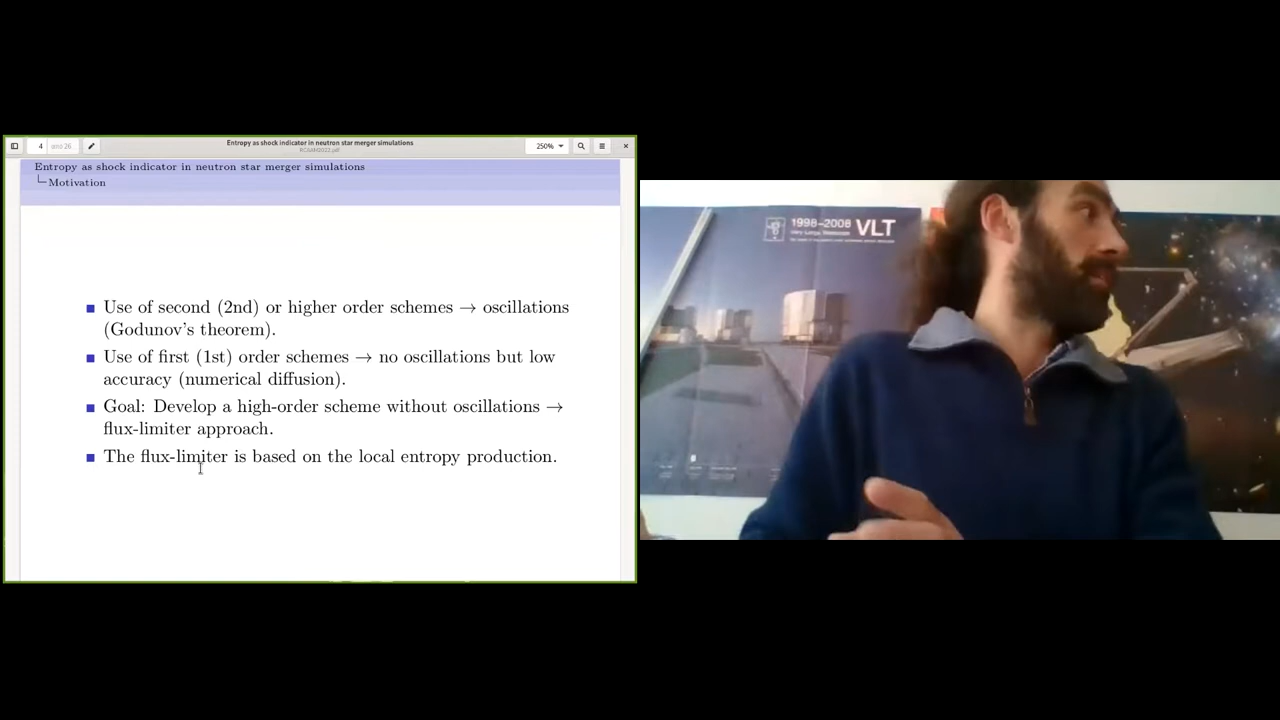 Entropy as shock indicator in neutron star merger simulations
4
250%
Entropy as shock indicator in neutron star merger simulations
Motivation
Use of second (2nd) or higher order schemes → oscillations
(Godunov's theorem).
Use of first (1st) order schemes → no oscillations but low
accuracy (numerical diffusion).
Goal: Develop a high-order scheme without oscillations →
flux-limiter approach.
The flux-limiter is based on the local entropy production.
1998–2008 VLT